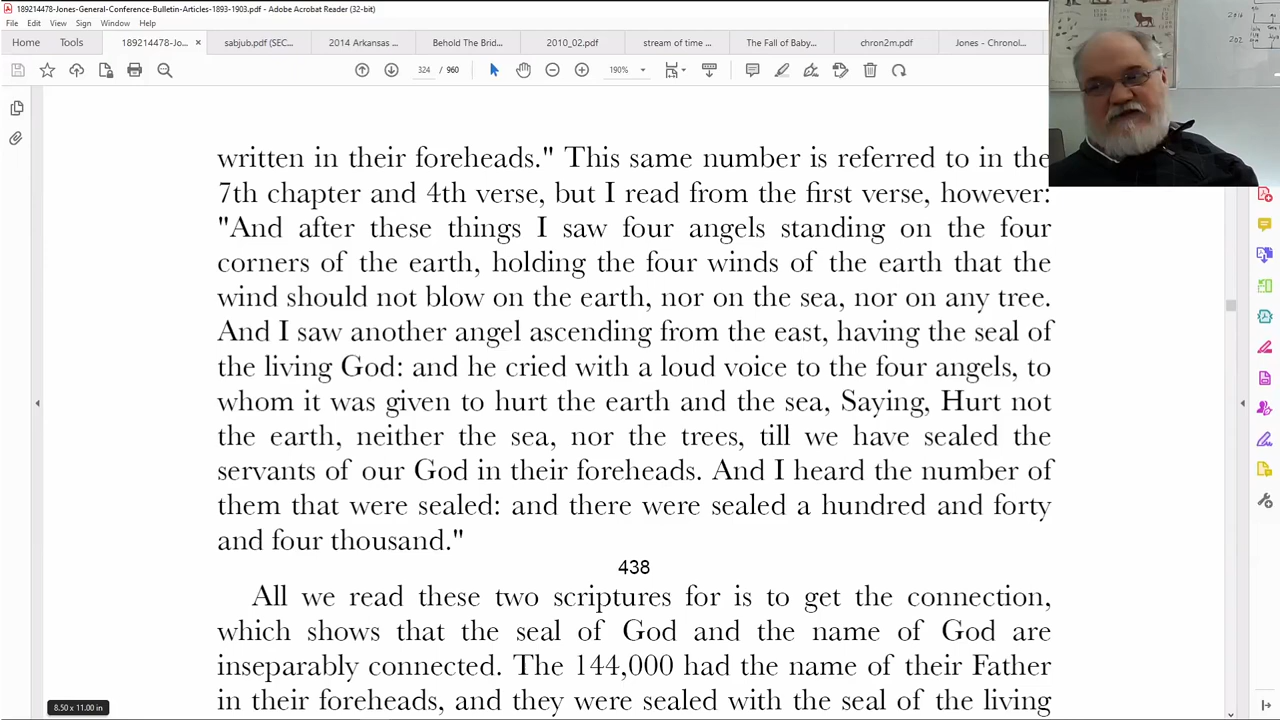 189214478-Jones-General-Conference-Bulletin-Articles-1893-1903.pdf - Adobe Acrobat Reader (32-bit)
File Edit View Sign Window Help
Home Tools 189214478-Jo... × sabjub.pdf (SEC... 2014 Arkansas ... Behold The Brid... 2010_02.pdf stream of time ... The Fall of Baby... chron2m.pdf Jones - Chronol...
324 / 960 190%
written in their foreheads." This same number is referred to in the
7th chapter and 4th verse, but I read from the first verse, however:
"And after these things I saw four angels standing on the four
corners of the earth, holding the four winds of the earth that the
wind should not blow on the earth, nor on the sea, nor on any tree.
And I saw another angel ascending from the east, having the seal of
the living God: and he cried with a loud voice to the four angels, to
whom it was given to hurt the earth and the sea, Saying, Hurt not
the earth, neither the sea, nor the trees, till we have sealed the
servants of our God in their foreheads. And I heard the number of
them that were sealed: and there were sealed a hundred and forty
and four thousand."
438
All we read these two scriptures for is to get the connection,
which shows that the seal of God and the name of God are
inseparably connected. The 144,000 had the name of their Father
in their foreheads, and they were sealed with the seal of the living
8.50 x 11.00 in